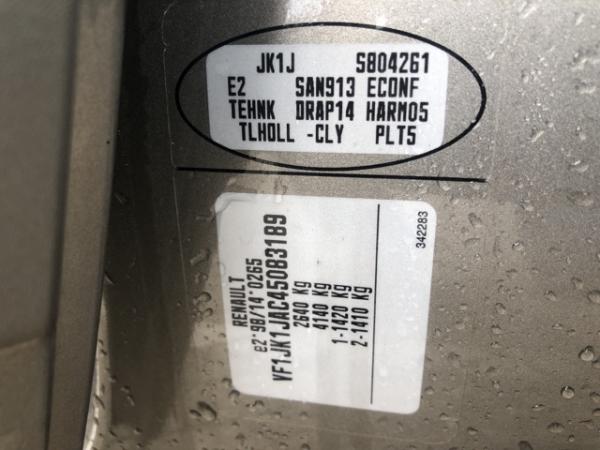 JK1J S804261
E2 SAN913 ECONF
TEHNK DRAP14 HARM05
TLHOLL -CLY PLT5
RENAULT
e2*98/14*0265
VF1JK1JAC450B3189
2640 Kg
4140 Kg
1-1420 Kg
2-1410 Kg
342283